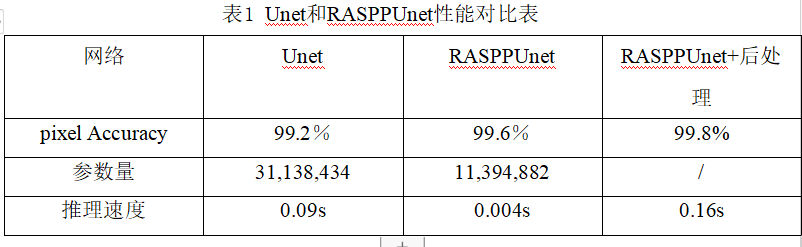 表1 Unet和RASPPUnet性能对比表
网络 Unet RASPPUnet RASPPUnet+后处
理
pixel Accuracy 99.2% 99.6% 99.8%
参数量 31,138,434 11,394,882 /
推理速度 0.09s 0.004s 0.16s